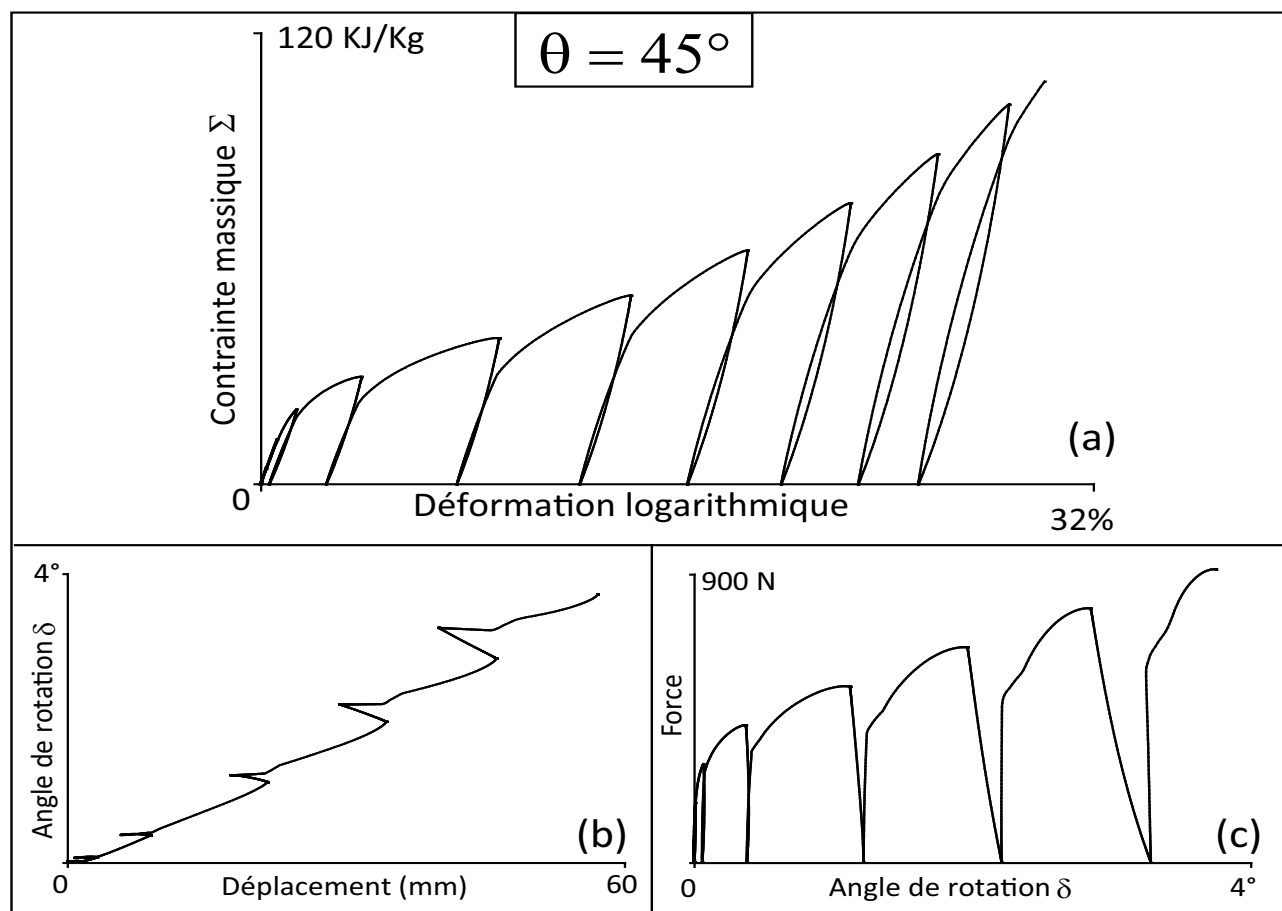 120 KJ/Kg
θ = 45°
Contrainte massique Σ
(a)
0
Déformation logarithmique
32%
4°
Angle de rotation δ
(b)
0
Déplacement (mm)
60
900 N
Force
(c)
0
Angle de rotation δ
4°